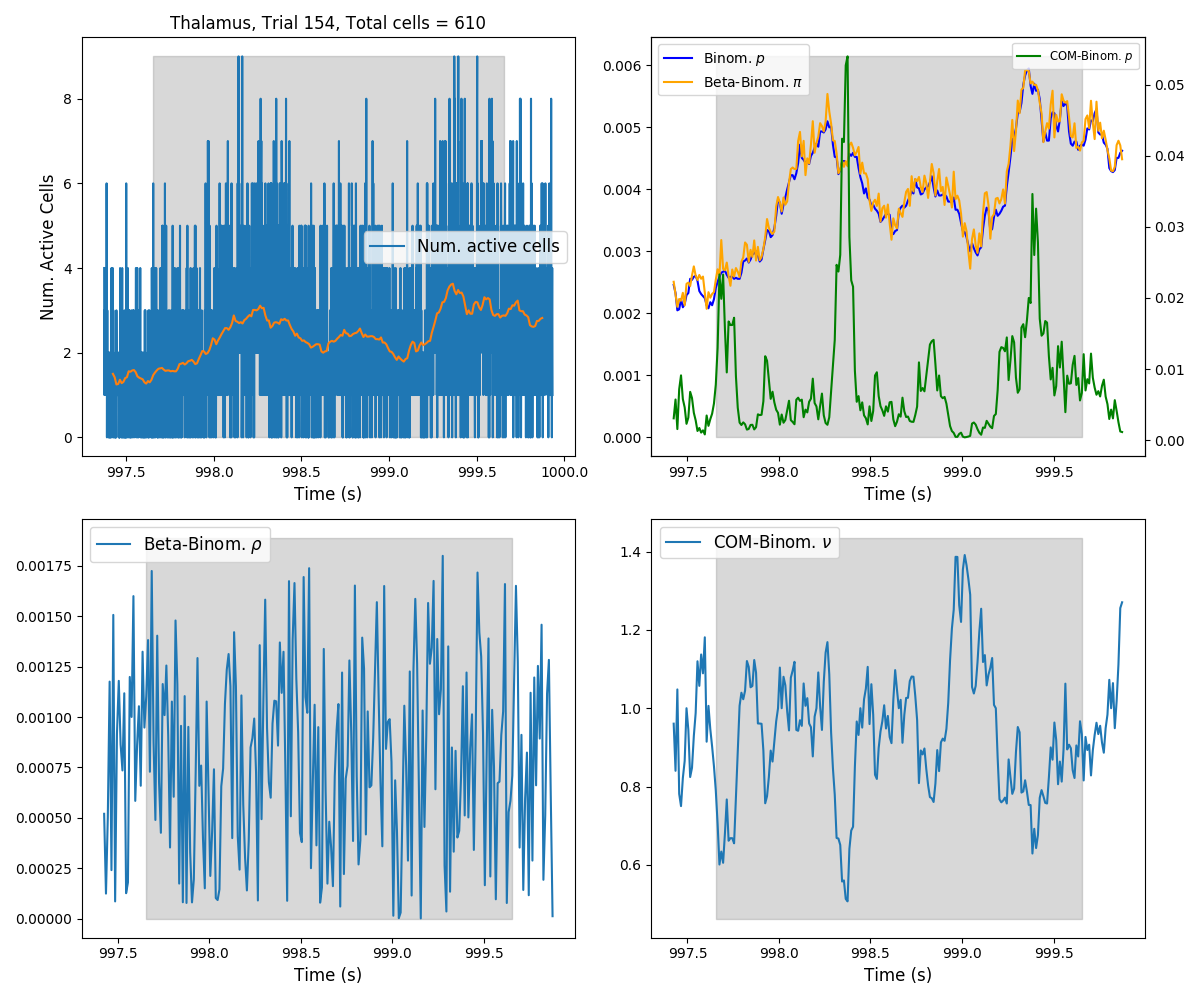 Thalamus, Trial 154, Total cells = 610
Num. Active Cells
8
6
4
2
0
Num. active cells
997.5 998.0 998.5 999.0 999.5 1000.0
Time (s)
Binom. p
Beta-Binom. π
COM-Binom. p
0.006
0.005
0.004
0.003
0.002
0.001
0.000
0.05
0.04
0.03
0.02
0.01
0.00
997.5 998.0 998.5 999.0 999.5
Time (s)
Beta-Binom. ρ
0.00175
0.00150
0.00125
0.00100
0.00075
0.00050
0.00025
0.00000
997.5 998.0 998.5 999.0 999.5
Time (s)
COM-Binom. ν
1.4
1.2
1.0
0.8
0.6
997.5 998.0 998.5 999.0 999.5
Time (s)